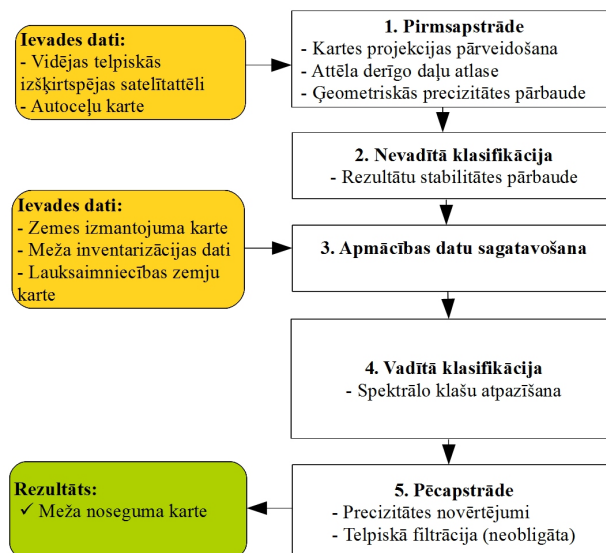 Ievades dati:
- Vidējas telpiskās
izšķirtspējas satelītattēli
- Autoceļu karte
1. Pirmsapstrāde
- Kartes projekcijas pārveidošana
- Attēla derīgo daļu atlase
- Ģeometriskās precizitātes pārbaude
2. Nevadītā klasifikācija
- Rezultātu stabilitātes pārbaude
Ievades dati:
- Zemes izmantojuma karte
- Meža inventarizācijas dati
- Lauksaimniecības zemju
karte
3. Apmācības datu sagatavošana
4. Vadītā klasifikācija
- Spektrālo klašu atpazīšana
5. Pēcapstrāde
- Precizitātes novērtējumi
- Telpiskā filtrācija (neobligāta)
Rezultāts:
✓ Meža noseguma karte